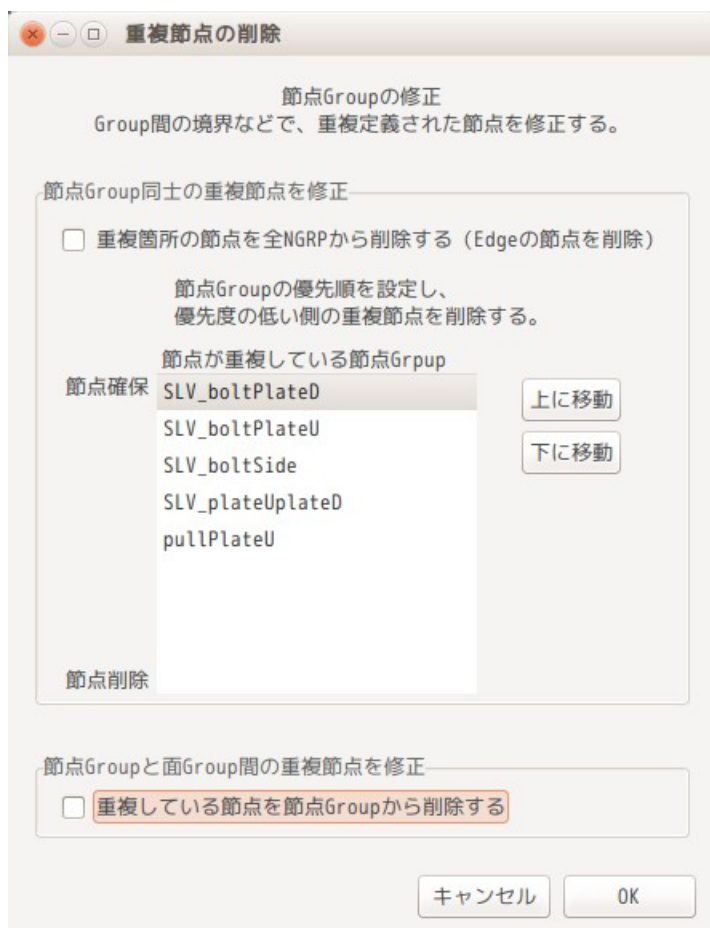 重複節点の削除
節点Groupの修正
Group間の境界などで、重複定義された節点を修正する。
節点Group同士の重複節点を修正
重複箇所の節点を全NGRPから削除する (Edgeの節点を削除)
節点Groupの優先順を設定し、
優先度の低い側の重複節点を削除する。
節点が重複している節点Grpup
節点確保
SLV_boltPlateD
SLV_boltPlateU
SLV_boltSide
SLV_plateUplateD
pullPlateU
上に移動
下に移動
節点削除
節点Groupと面Group間の重複節点を修正
重複している節点を節点Groupから削除する
キャンセル
OK